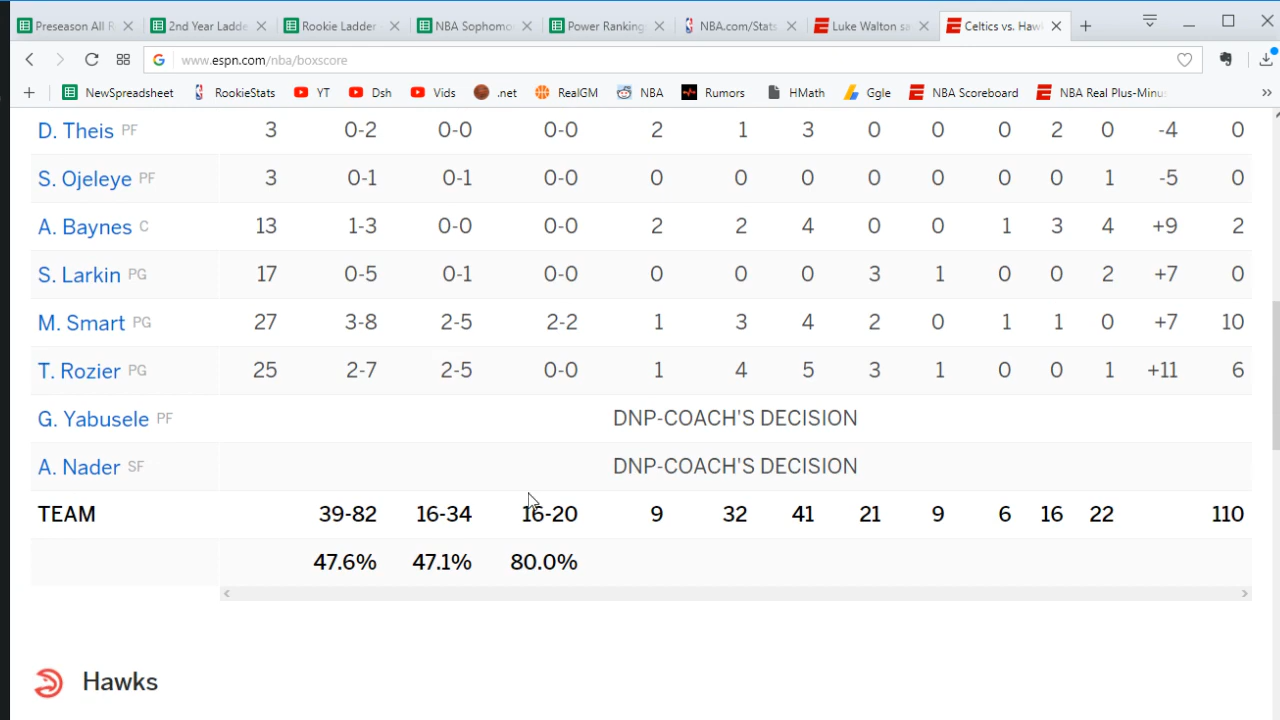 Preseason All R 2nd Year Ladde Rookie Ladder NBA Sophomo Power Ranking NBA.com/Stats Luke Walton sa Celtics vs. Haw
www.espn.com/nba/boxscore
NewSpreadsheet RookieStats YT Dsh Vids .net RealGM NBA Rumors HMath Ggle NBA Scoreboard NBA Real Plus-Minu
D. Theis PF 3 0-2 0-0 0-0 2 1 3 0 0 0 2 0 -4 0
S. Ojeleye PF 3 0-1 0-1 0-0 0 0 0 0 0 0 0 1 -5 0
A. Baynes C 13 1-3 0-0 0-0 2 2 4 0 0 1 3 4 +9 2
S. Larkin PG 17 0-5 0-1 0-0 0 0 0 3 1 0 0 2 +7 0
M. Smart PG 27 3-8 2-5 2-2 1 3 4 2 0 1 1 0 +7 10
T. Rozier PG 25 2-7 2-5 0-0 1 4 5 3 1 0 0 1 +11 6
G. Yabusele PF DNP-COACH'S DECISION
A. Nader SF DNP-COACH'S DECISION
TEAM 39-82 16-34 16-20 9 32 41 21 9 6 16 22 110
47.6% 47.1% 80.0%
Hawks